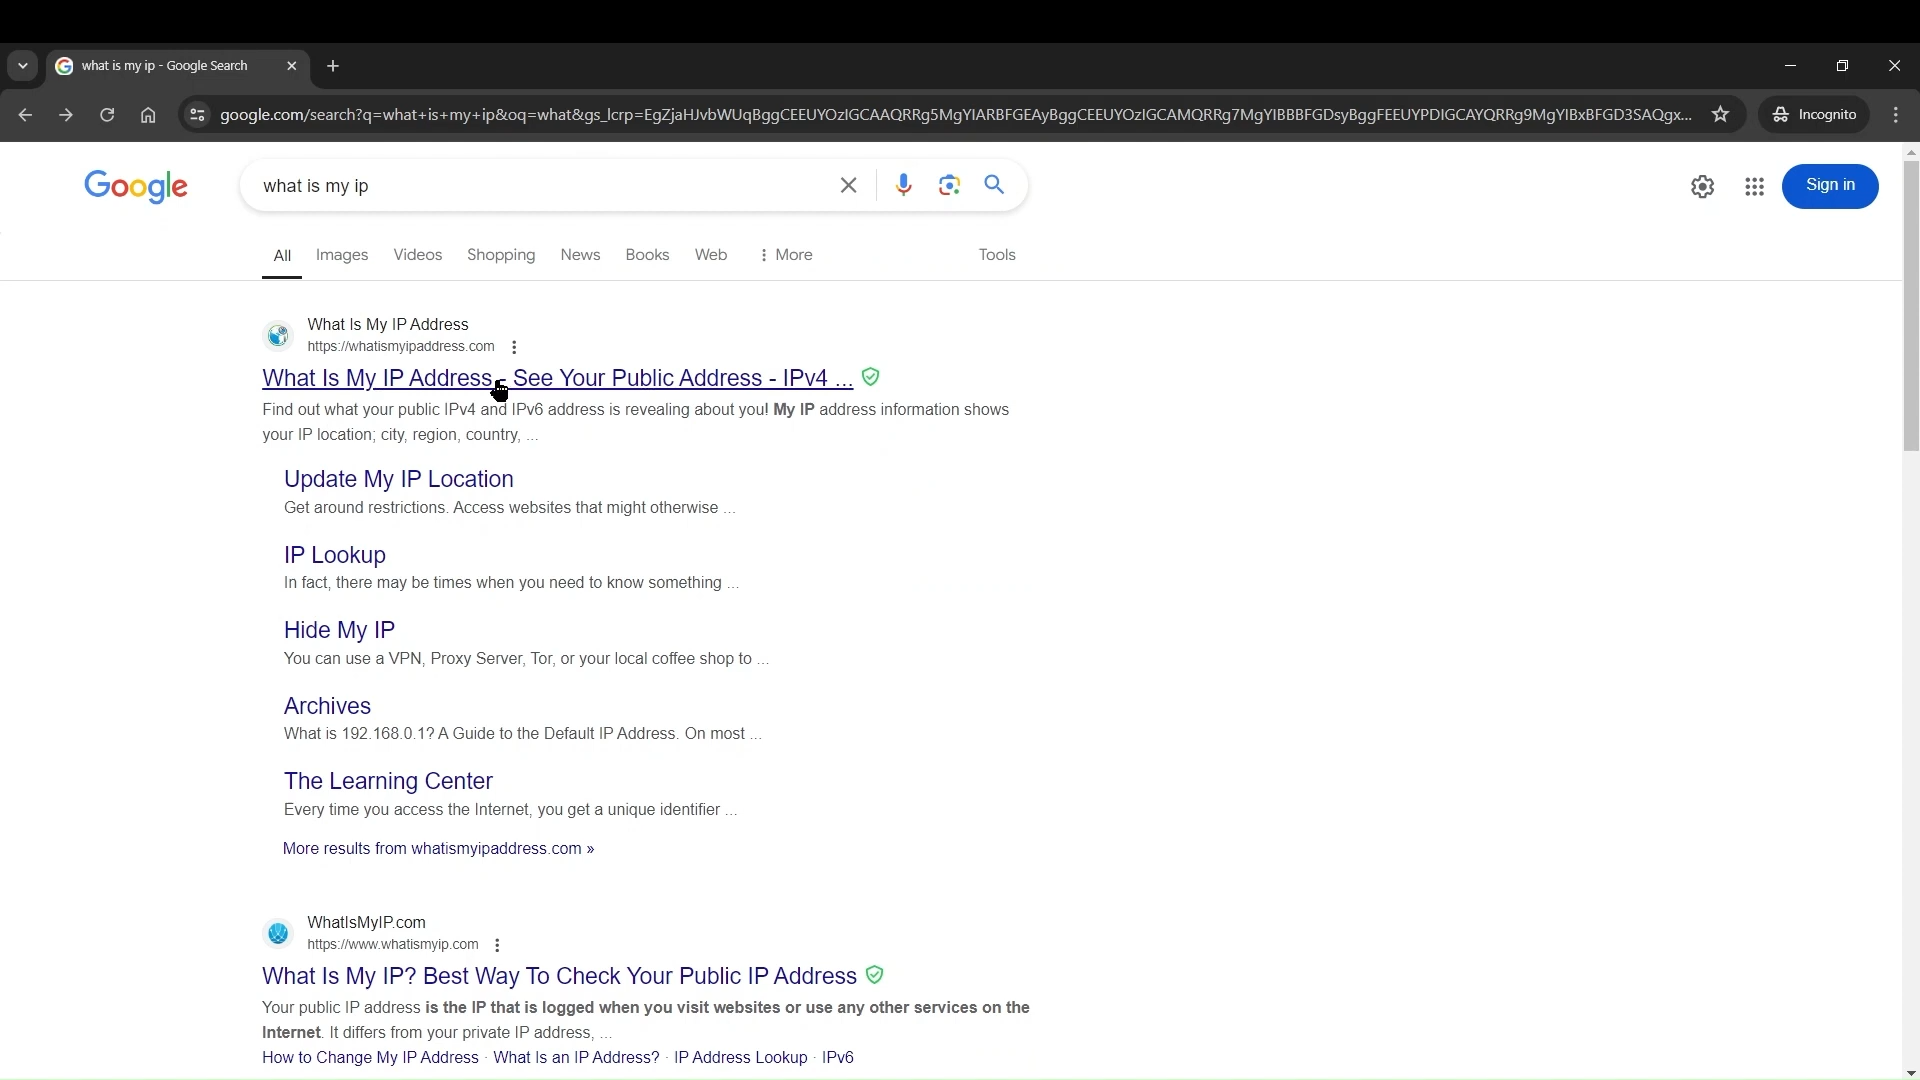 what is my ip - Google Search
google.com/search?q=what+is+my+ip&oq=what&gs_lcrp=EgZjaHJvbWUqBggCEEUYOzIGCAAQRRg5MgYIARBFGEAyBggCEEUYOzIGCAMQRRg7MgYIBBBFGDsyBggFEEUYPDIGCAYQRRg9MgYIBxBFGD3SAQgx...
Incognito
Google
what is my ip
Sign in
All Images Videos Shopping News Books Web More Tools
What Is My IP Address
https://whatismyipaddress.com
What Is My IP Address - See Your Public Address - IPv4 ...
Find out what your public IPv4 and IPv6 address is revealing about you! My IP address information shows
your IP location; city, region, country, ...
Update My IP Location
Get around restrictions. Access websites that might otherwise ...
IP Lookup
In fact, there may be times when you need to know something ...
Hide My IP
You can use a VPN, Proxy Server, Tor, or your local coffee shop to ...
Archives
What is 192.168.0.1? A Guide to the Default IP Address. On most ...
The Learning Center
Every time you access the Internet, you get a unique identifier ...
More results from whatismyipaddress.com »
WhatIsMyIP.com
https://www.whatismyip.com
What Is My IP? Best Way To Check Your Public IP Address
Your public IP address is the IP that is logged when you visit websites or use any other services on the
Internet. It differs from your private IP address, ...
How to Change My IP Address · What Is an IP Address? · IP Address Lookup · IPv6